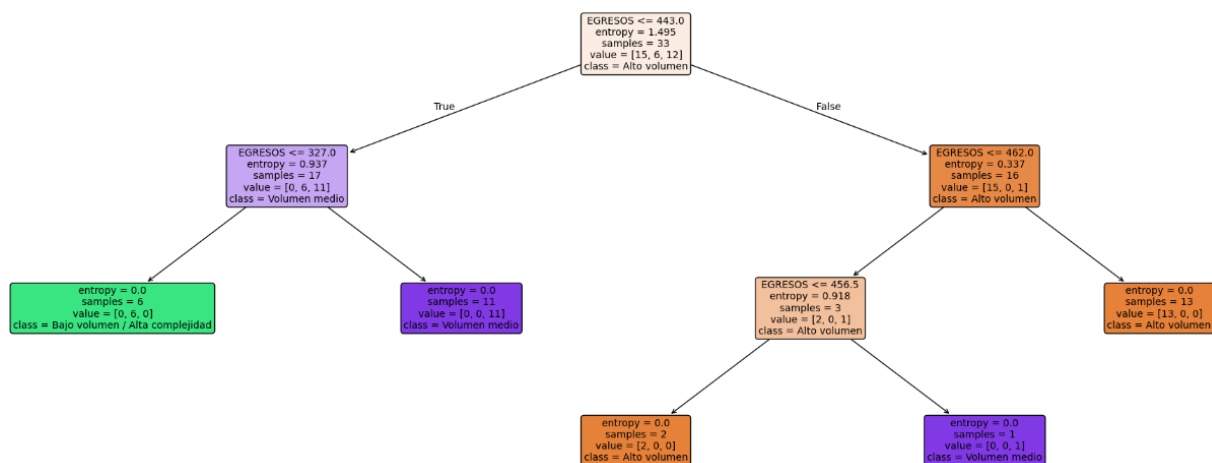 EGRESOS <= 443.0
entropy = 1.495
samples = 33
value = [15, 6, 12]
class = Alto volumen
True
False
EGRESOS <= 327.0
entropy = 0.937
samples = 17
value = [0, 6, 11]
class = Volumen medio
EGRESOS <= 462.0
entropy = 0.337
samples = 16
value = [15, 0, 1]
class = Alto volumen
entropy = 0.0
samples = 6
value = [0, 6, 0]
class = Bajo volumen / Alta complejidad
entropy = 0.0
samples = 11
value = [0, 0, 11]
class = Volumen medio
EGRESOS <= 456.5
entropy = 0.918
samples = 3
value = [2, 0, 1]
class = Alto volumen
entropy = 0.0
samples = 13
value = [13, 0, 0]
class = Alto volumen
entropy = 0.0
samples = 2
value = [2, 0, 0]
class = Alto volumen
entropy = 0.0
samples = 1
value = [0, 0, 1]
class = Volumen medio